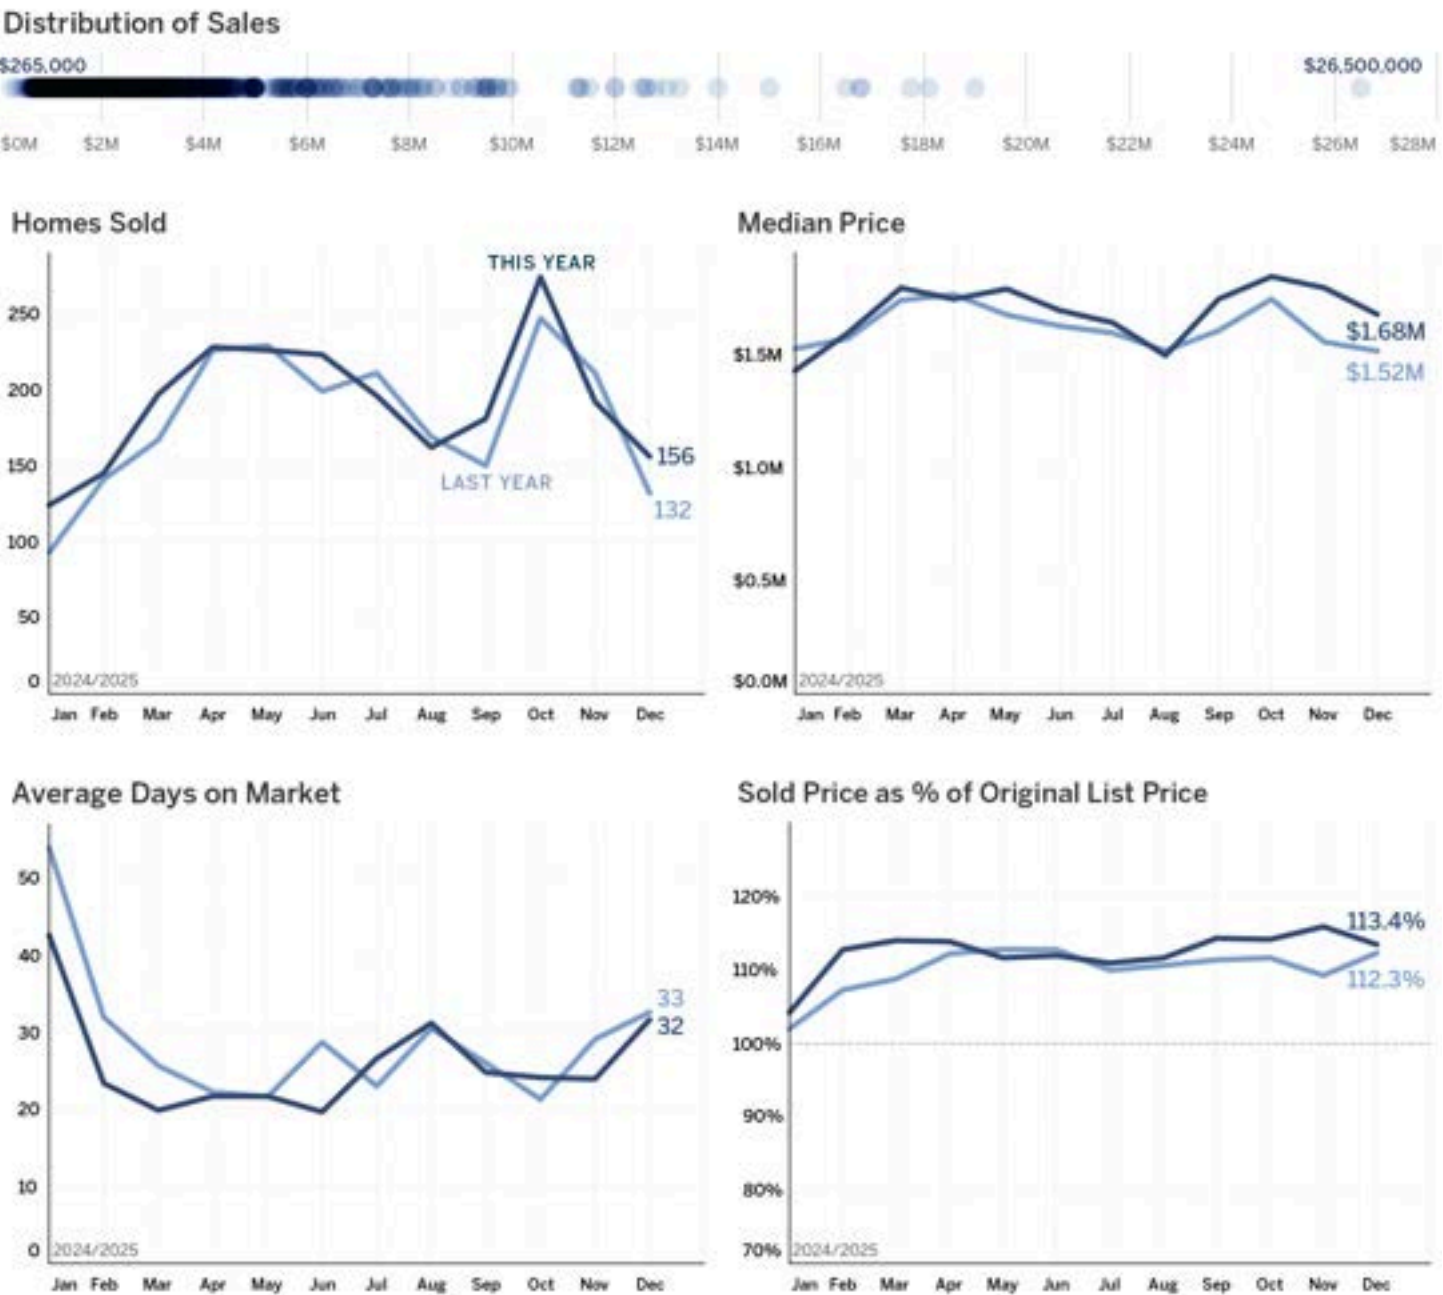 Distribution of Sales
$265,000 $26,500,000
$0M $2M $4M $6M $8M $10M $12M $14M $16M $18M $20M $22M $24M $26M $28M
Homes Sold
THIS YEAR
250
200
150
100
50
0
156
LAST YEAR
132
2024/2025
Jan Feb Mar Apr May Jun Jul Aug Sep Oct Nov Dec
Median Price
$1.5M
$1.0M
$0.5M
$0.0M
$1.68M
$1.52M
2024/2025
Jan Feb Mar Apr May Jun Jul Aug Sep Oct Nov Dec
Average Days on Market
50
40
30
20
10
0
33
32
2024/2025
Jan Feb Mar Apr May Jun Jul Aug Sep Oct Nov Dec
Sold Price as % of Original List Price
120%
110%
100%
90%
80%
70%
113.4%
112.3%
2024/2025
Jan Feb Mar Apr May Jun Jul Aug Sep Oct Nov Dec